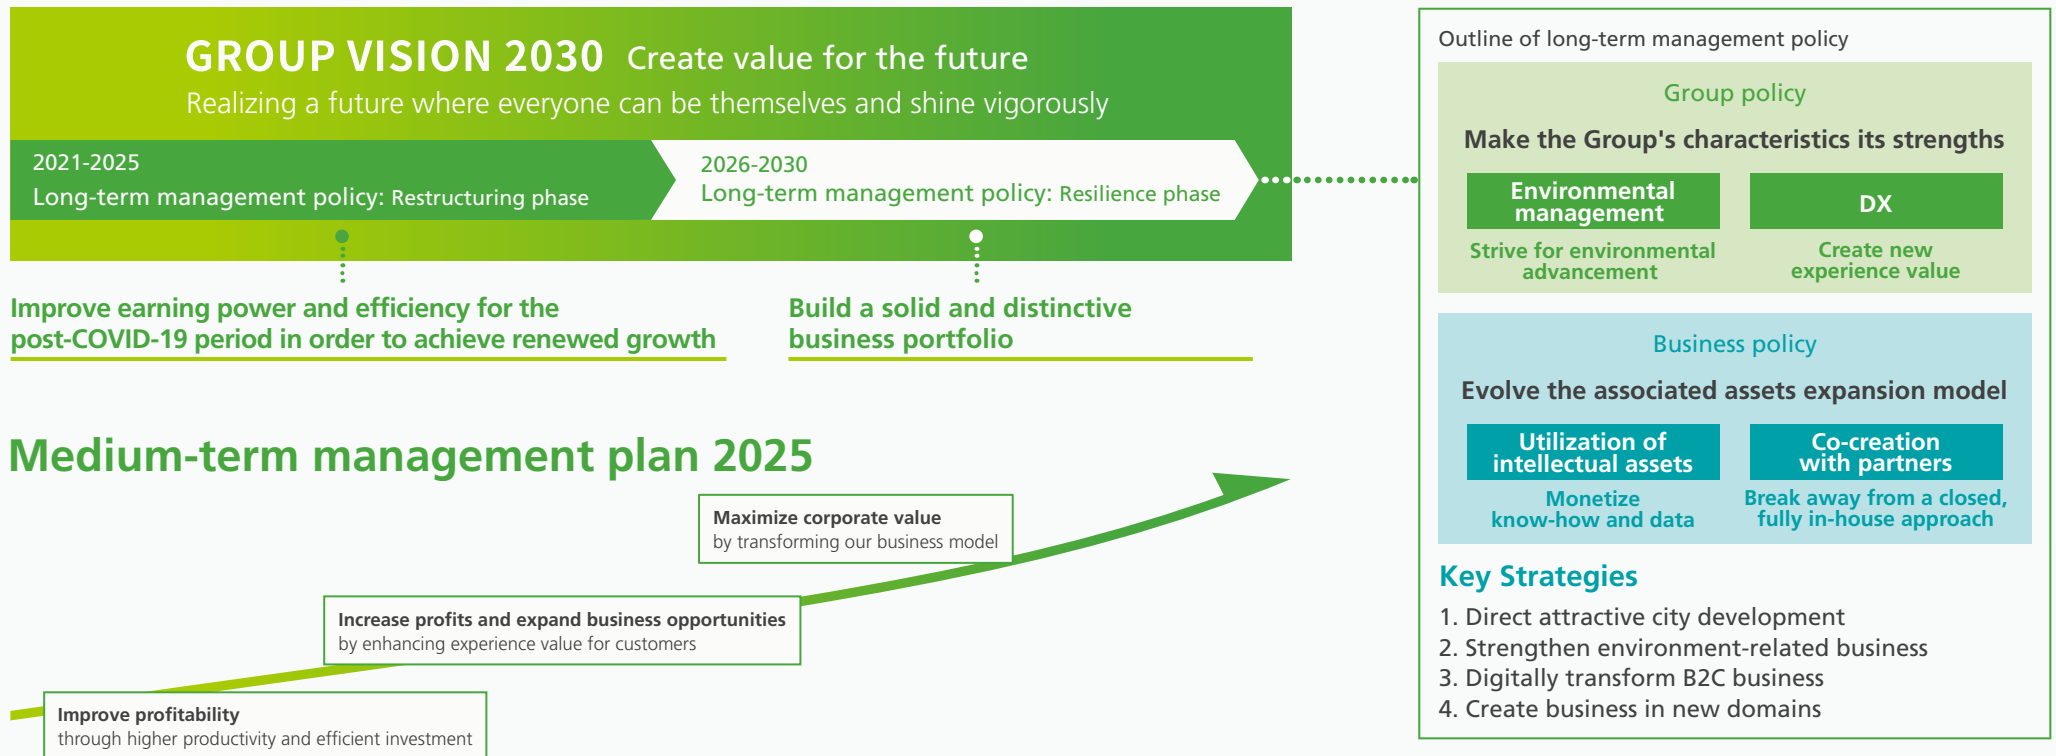 GROUP VISION 2030 Create value for the future
Realizing a future where everyone can be themselves and shine vigorously
2021-2025
Long-term management policy: Restructuring phase
2026-2030
Long-term management policy: Resilience phase
Improve earning power and efficiency for the
post-COVID-19 period in order to achieve renewed growth
Build a solid and distinctive
business portfolio
Medium-term management plan 2025
Maximize corporate value
by transforming our business model
Increase profits and expand business opportunities
by enhancing experience value for customers
Improve profitability
through higher productivity and efficient investment
Outline of long-term management policy
Group policy
Make the Group's characteristics its strengths
Environmental
management
Strive for environmental
advancement
DX
Create new
experience value
Business policy
Evolve the associated assets expansion model
Utilization of
intellectual assets
Monetize
know-how and data
Co-creation
with partners
Break away from a closed,
fully in-house approach
Key Strategies
1. Direct attractive city development
2. Strengthen environment-related business
3. Digitally transform B2C business
4. Create business in new domains